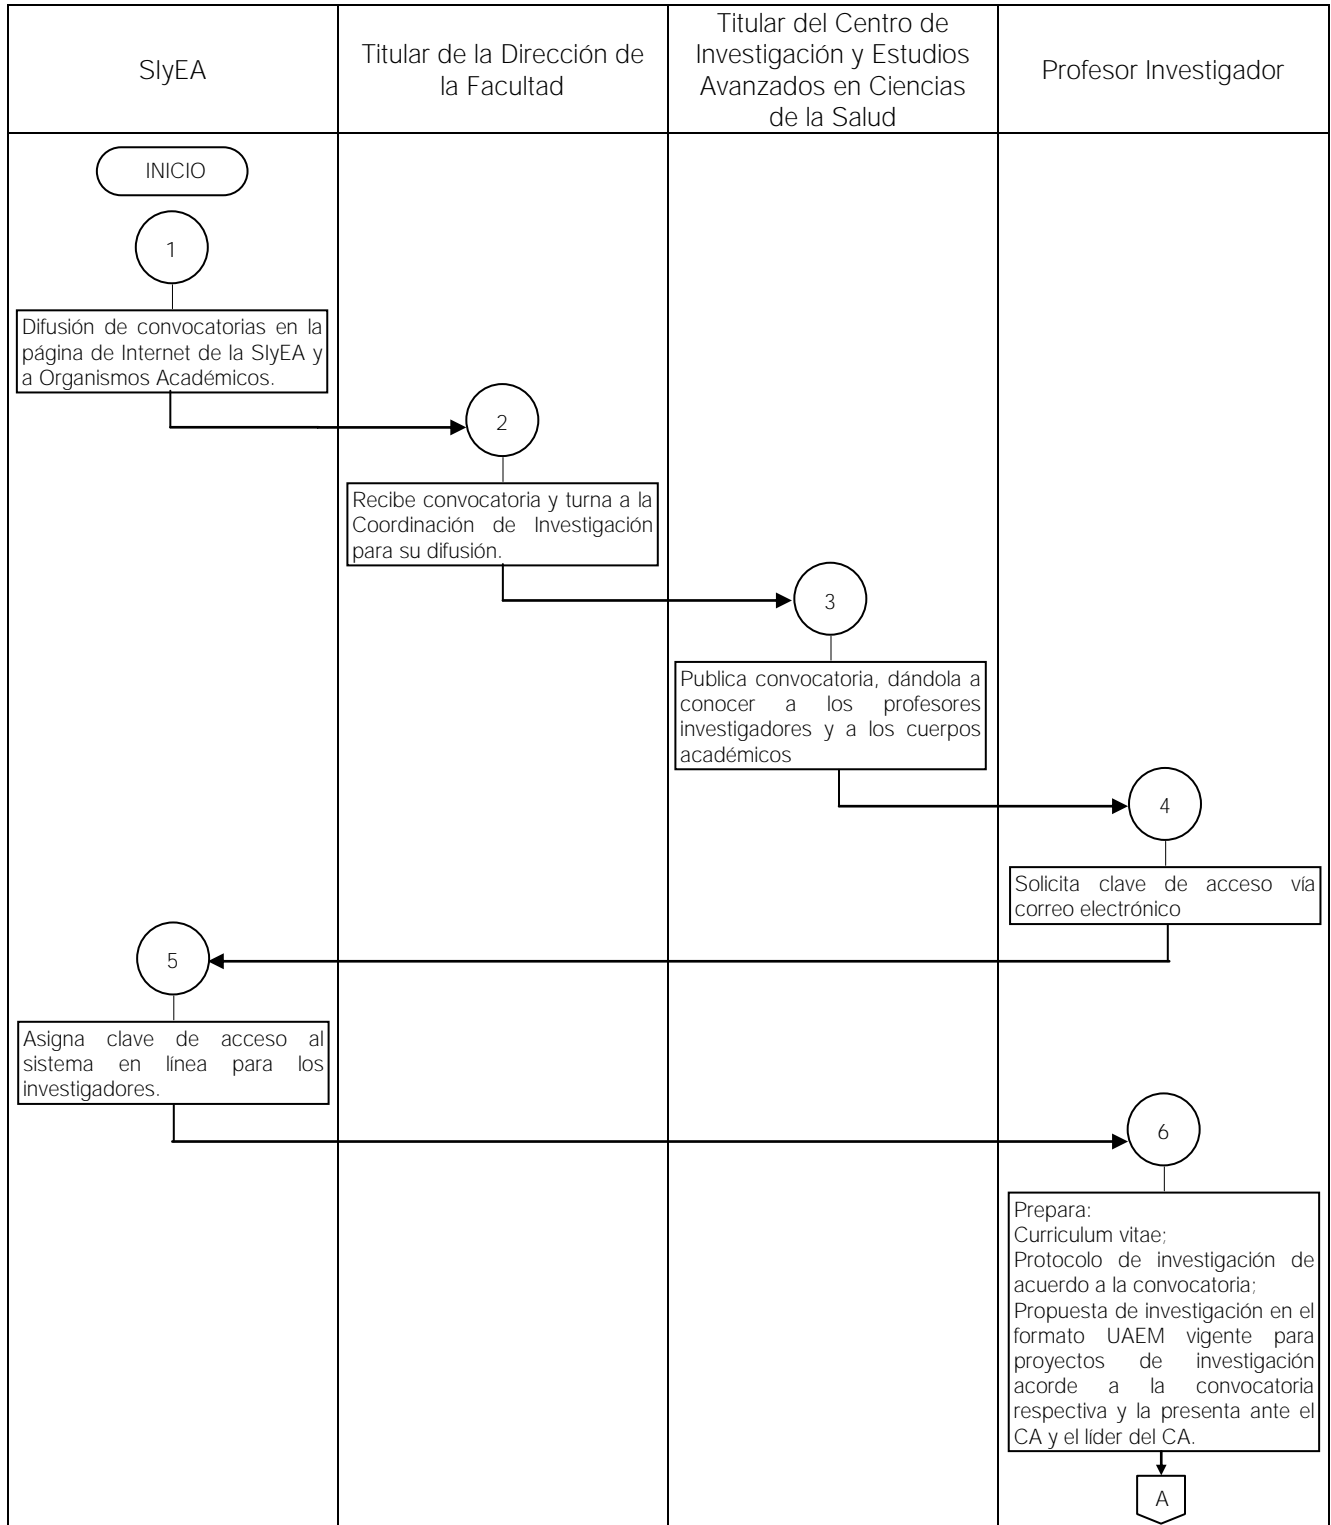 SIyEA
Titular de la Dirección de
la Facultad
Titular del Centro de
Investigación y Estudios
Avanzados en Ciencias
de la Salud
Profesor Investigador
INICIO
1
Difusión de convocatorias en la
página de Internet de la SIyEA y
a Organismos Académicos.
2
Recibe convocatoria y turna a la
Coordinación de Investigación
para su difusión.
3
Publica convocatoria, dándola a
conocer a los profesores
investigadores y a los cuerpos
académicos
4
Solicita clave de acceso vía
correo electrónico
5
Asigna clave de acceso al
sistema en línea para los
investigadores.
6
Prepara:
Curriculum vitae;
Protocolo de investigación de
acuerdo a la convocatoria;
Propuesta de investigación en el
formato UAEM vigente para
proyectos de investigación
acorde a la convocatoria
respectiva y la presenta ante el
CA y el líder del CA.
A